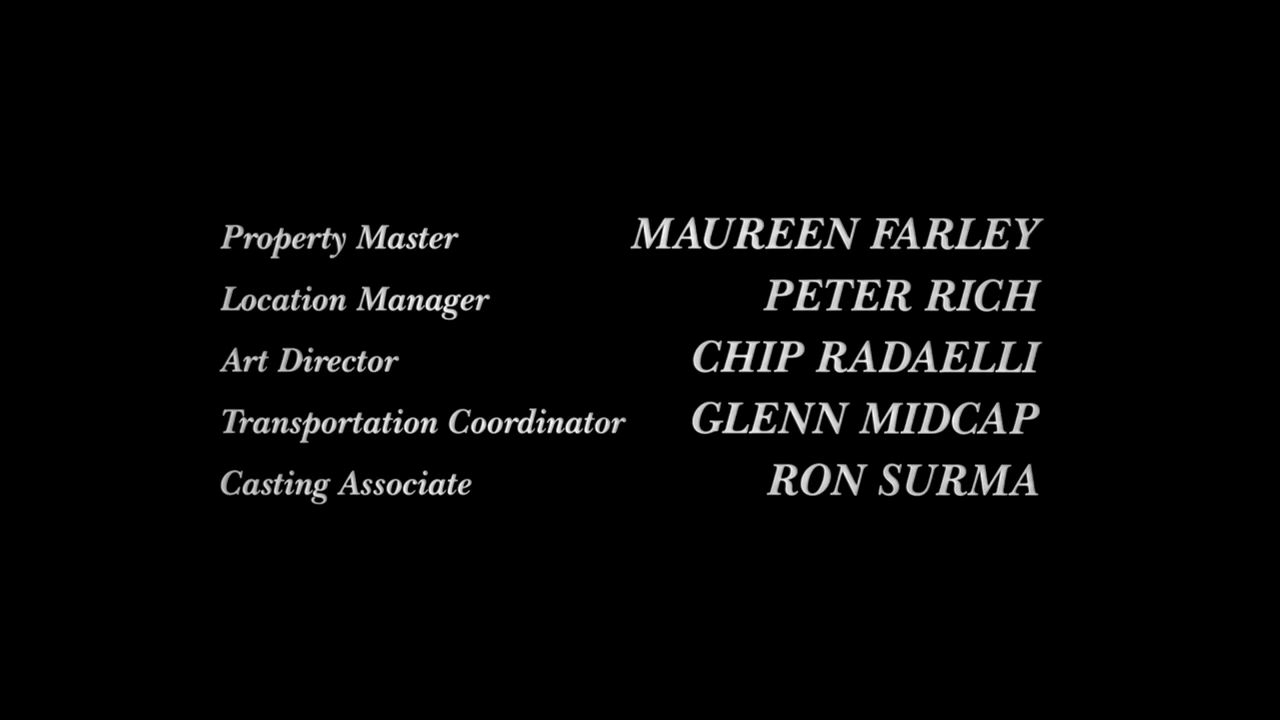 Property Master MAUREEN FARLEY
Location Manager PETER RICH
Art Director CHIP RADAELLI
Transportation Coordinator GLENN MIDCAP
Casting Associate RON SURMA